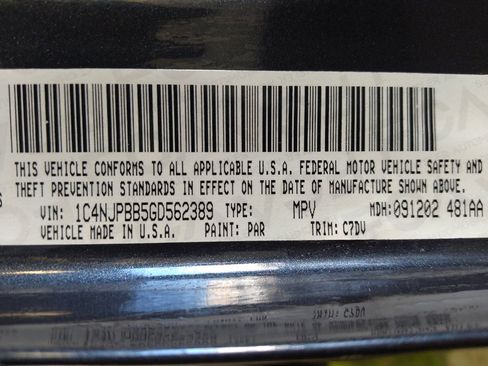 THIS VEHICLE CONFORMS TO ALL APPLICABLE U.S.A. FEDERAL MOTOR VEHICLE SAFETY AND
THEFT PREVENTION STANDARDS IN EFFECT ON THE DATE OF MANUFACTURE SHOWN ABOVE.
VIN: 1C4NJPBB5GD562389 TYPE: MPV MDH:091202 481AA
VEHICLE MADE IN U.S.A. PAINT: PAR TRIM: C7DV